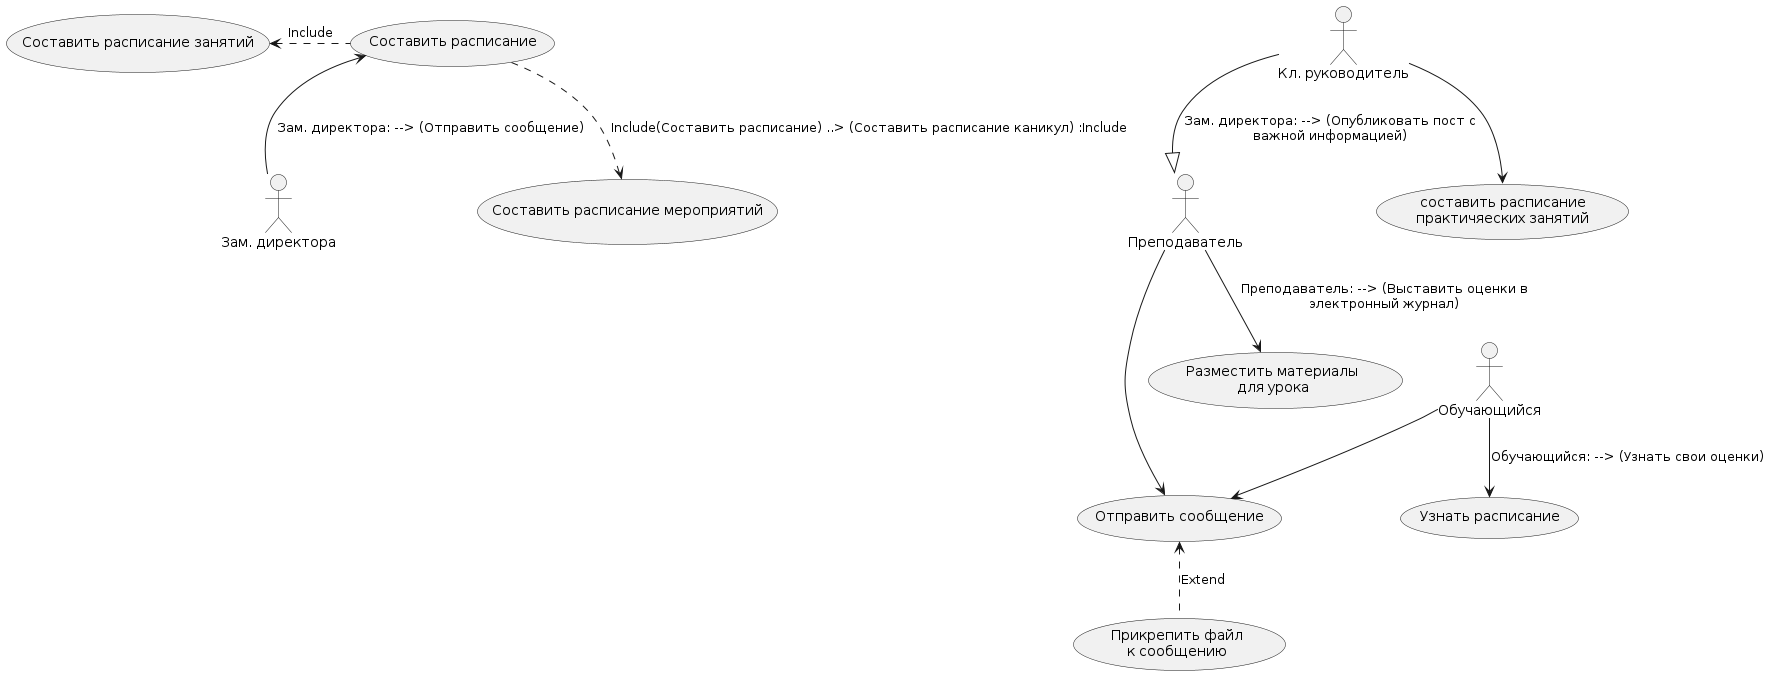 Составить расписание занятий
Include
Составить расписание
Кл. руководитель
Зам. директора: --> (Отправить сообщение)
Include(Составить расписание) ..> (Составить расписание каникул) :Include
Зам. директора: --> (Опубликовать пост с
важной информацией)
Зам. директора
Составить расписание мероприятий
Преподаватель
составить расписание
практичяеских занятий
Преподаватель: --> (Выставить оценки в
электронный журнал)
Разместить материалы
для урока
Обучающийся
Обучающийся: --> (Узнать свои оценки)
Отправить сообщение
Узнать расписание
Extend
Прикрепить файл
к сообщению